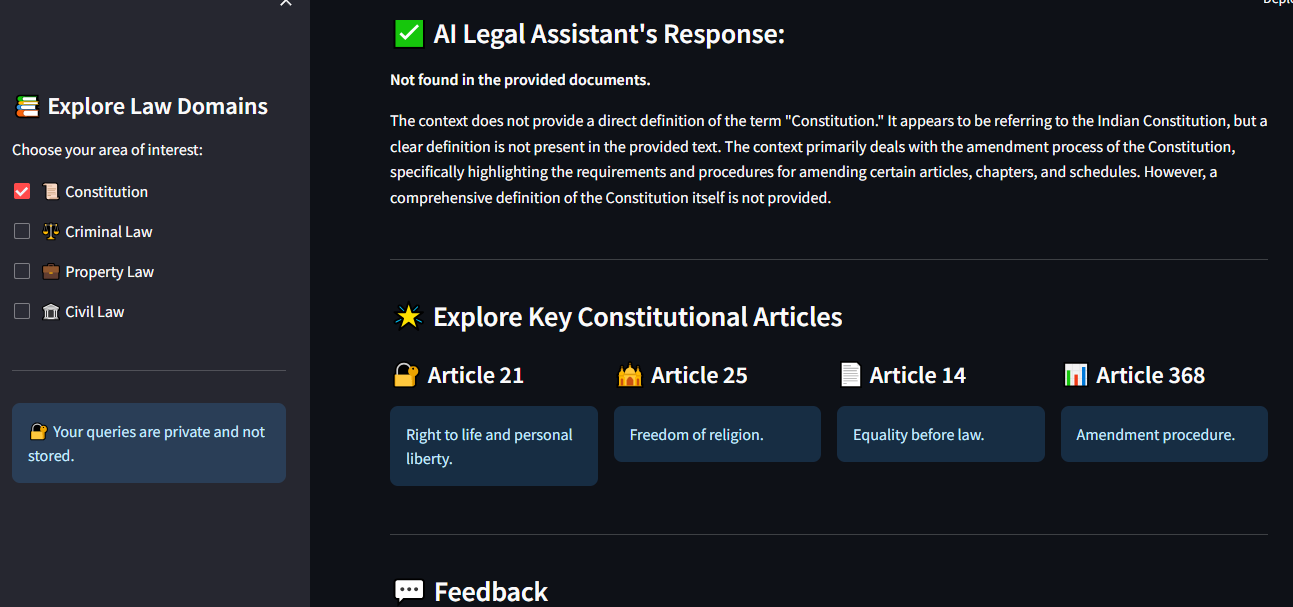 Explore Law Domains
Choose your area of interest:
Constitution
Criminal Law
Property Law
Civil Law
Your queries are private and not
stored.
AI Legal Assistant's Response:
Not found in the provided documents.
The context does not provide a direct definition of the term "Constitution." It appears to be referring to the Indian Constitution, but a
clear definition is not present in the provided text. The context primarily deals with the amendment process of the Constitution,
specifically highlighting the requirements and procedures for amending certain articles, chapters, and schedules. However, a
comprehensive definition of the Constitution itself is not provided.
Explore Key Constitutional Articles
Article 21
Right to life and personal
liberty.
Article 25
Freedom of religion.
Article 14
Equality before law.
Article 368
Amendment procedure.
Feedback